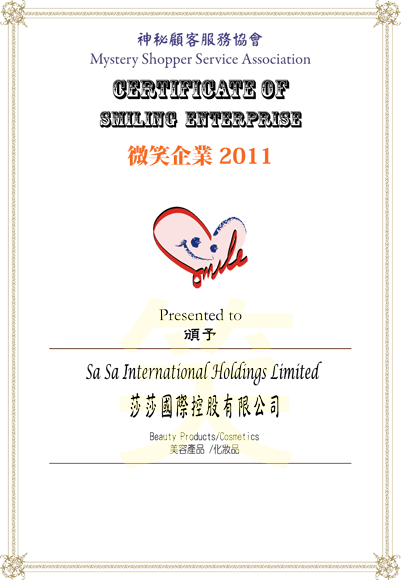 神秘顧客服務協會
Mystery Shopper Service Association
CERTIFICATE OF
SMILING ENTERPRISE
微笑企業 2011
Smile
Presented to
頒予
笑
Sa Sa International Holdings Limited
莎莎國際控股有限公司
Beauty Products/Cosmetics
美容產品 /化妝品